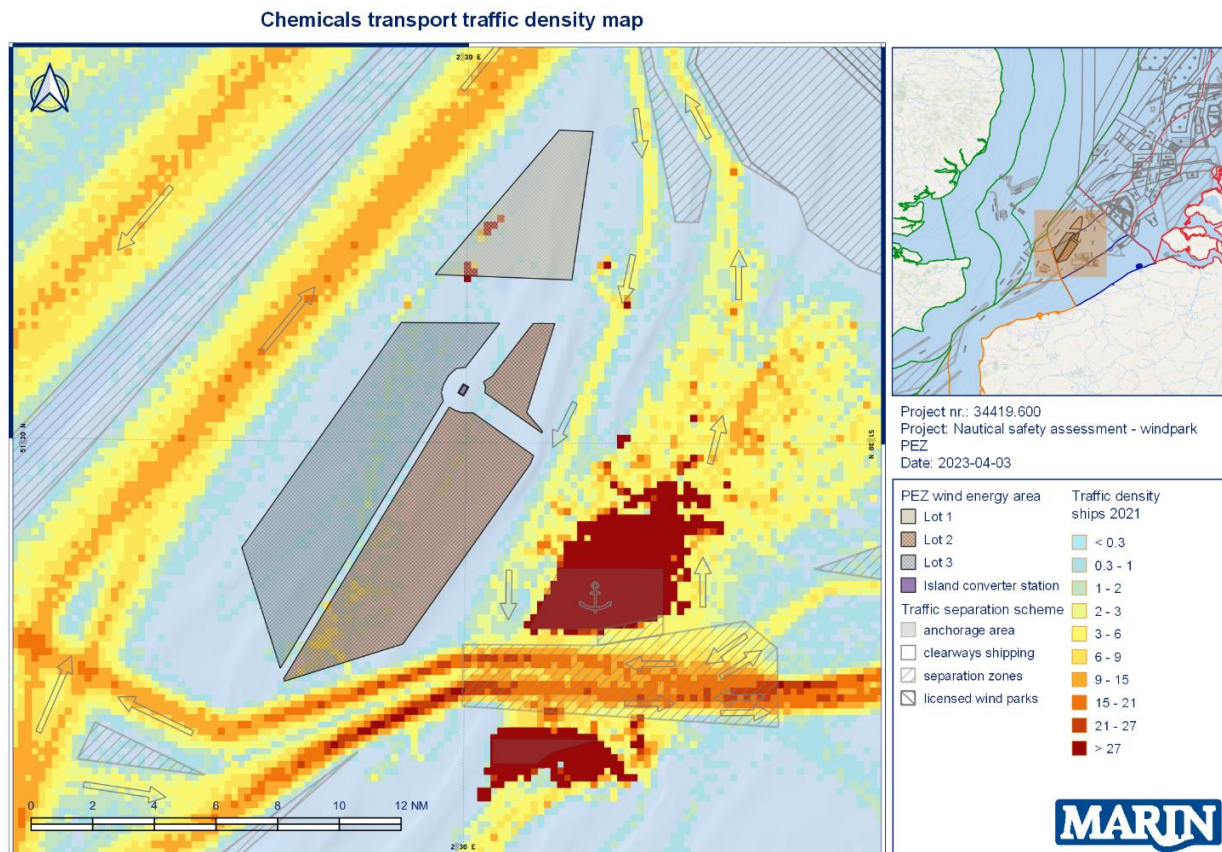 Chemicals transport traffic density map
2°30 E
51°30 N
51°30 N
0 2 4 6 8 10 12 NM
2°30 E
Project nr.: 34419.600
Project: Nautical safety assessment - windpark
PEZ
Date: 2023-04-03
PEZ wind energy area
Lot 1
Lot 2
Lot 3
Island converter station
Traffic separation scheme
anchorage area
clearways shipping
separation zones
licensed wind parks
Traffic density
ships 2021
< 0.3
0.3 - 1
1 - 2
2 - 3
3 - 6
6 - 9
9 - 15
15 - 21
21 - 27
> 27
MARIN